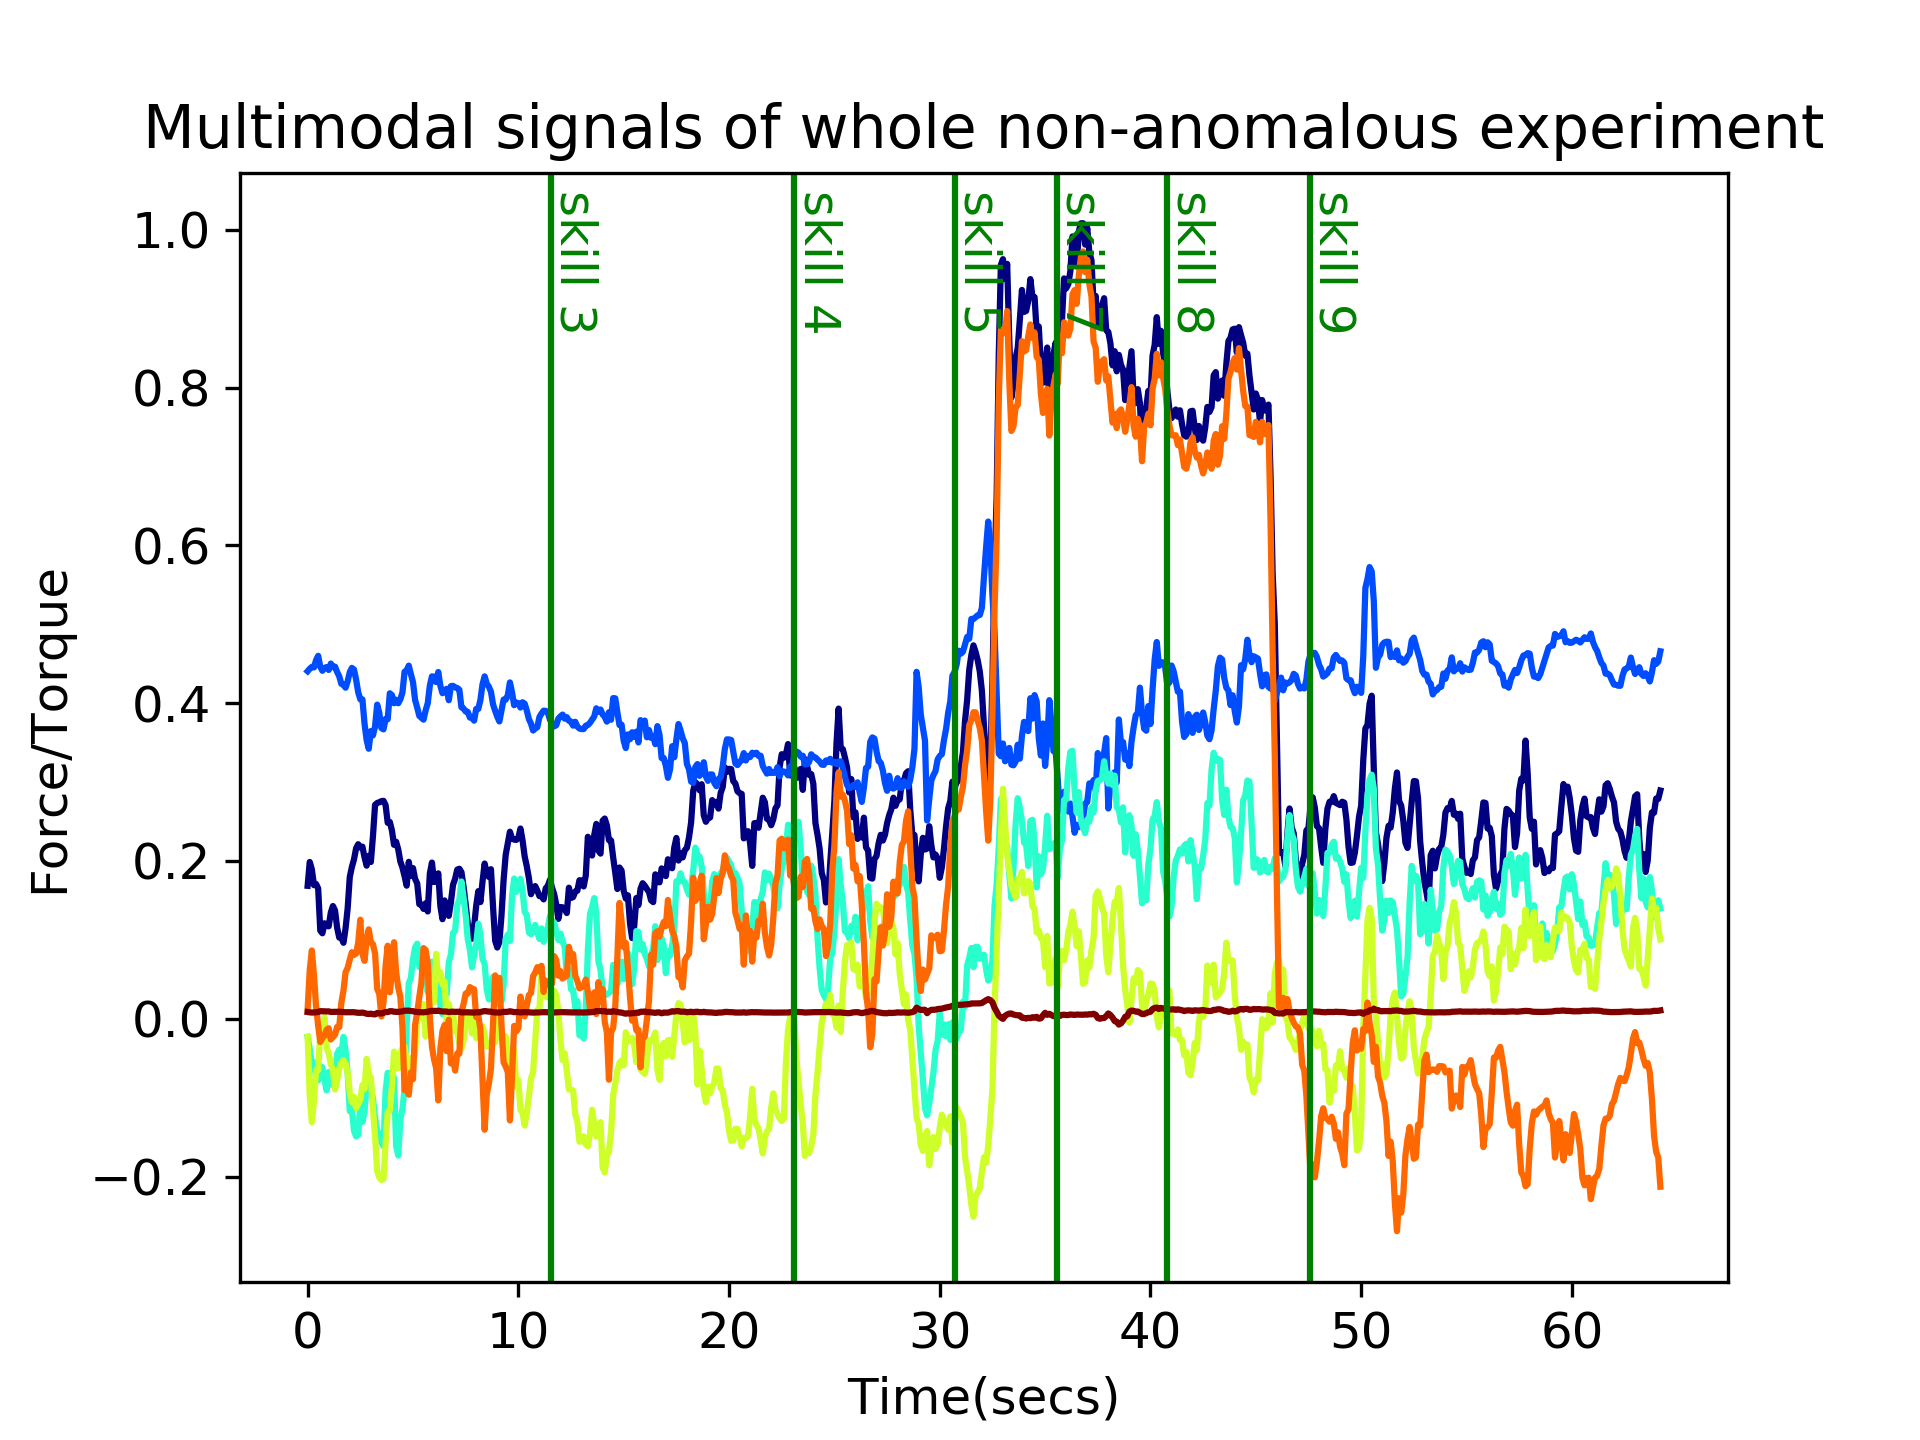 Multimodal signals of whole non-anomalous experiment
skill 3
skill 4
skill 5
skill 7
skill 8
skill 9
1.0
0.8
0.6
0.4
0.2
0.0
−0.2
Force/Torque
0 10 20 30 40 50 60
Time(secs)